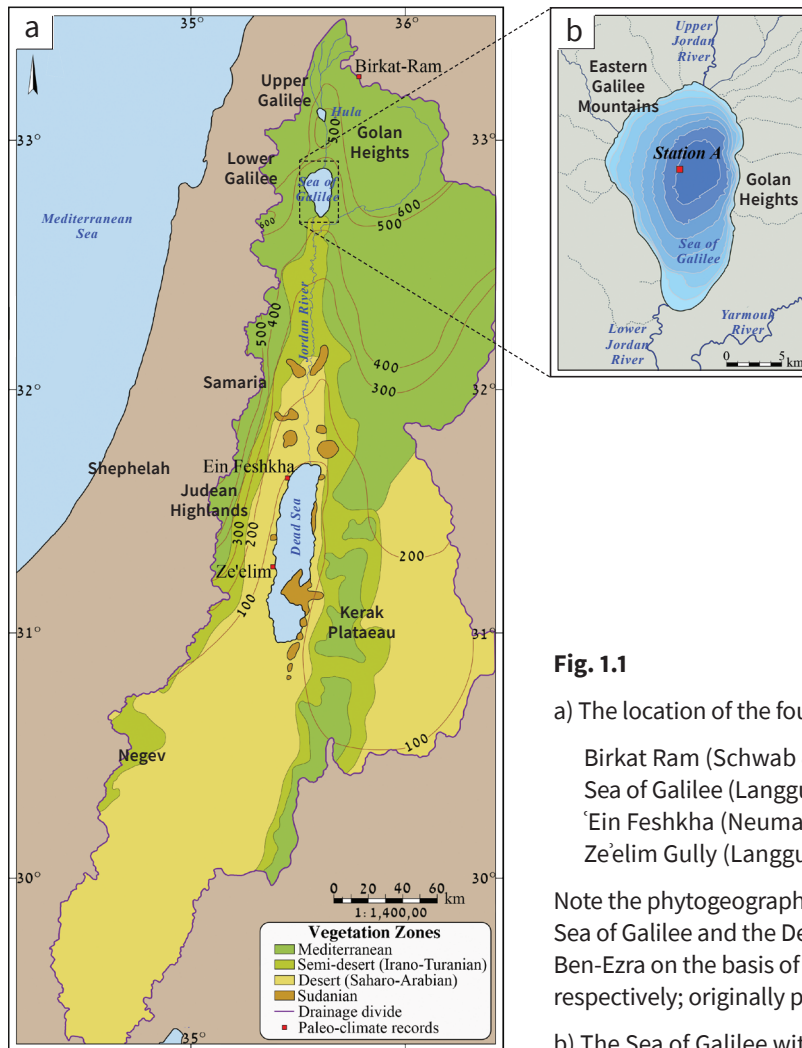 a
35°
36°
Birkat-Ram
Upper
Galilee
Hula
33°
33°
500
Golan
Heights
Lower
Galilee
Sea of
Galilee
600
600
500
Mediterranean
Sea
Jordan River
500
400
400
300
32°
32°
Samaria
Shephelah
Ein Feshkha
Judean
Highlands
300
200
Dead Sea
200
Ze'elim
100
Kerak
Plataeau
31°
31°
100
Negev
30°
30°
0 20 40 60 km
1:1,400,00
Vegetation Zones
Mediterranean
Semi-desert (Irano-Turanian)
Desert (Saharo-Arabian)
Sudanian
Drainage divide
Paleo-climate records
35°
b
Upper
Jordan
River
Eastern
Galilee
Mountains
Station A
Golan
Heights
Sea of
Galilee
Lower
Jordan
River
Yarmouk
River
0 5
km
Fig. 1.1
a) The location of the fou
Birkat Ram (Schwab
Sea of Galilee (Langgu
ʿEin Feshkha (Neuma
Zeʾelim Gully (Langgu
Note the phytogeograph
Sea of Galilee and the De
Ben-Ezra on the basis of
respectively; originally p
b) The Sea of Galilee wit